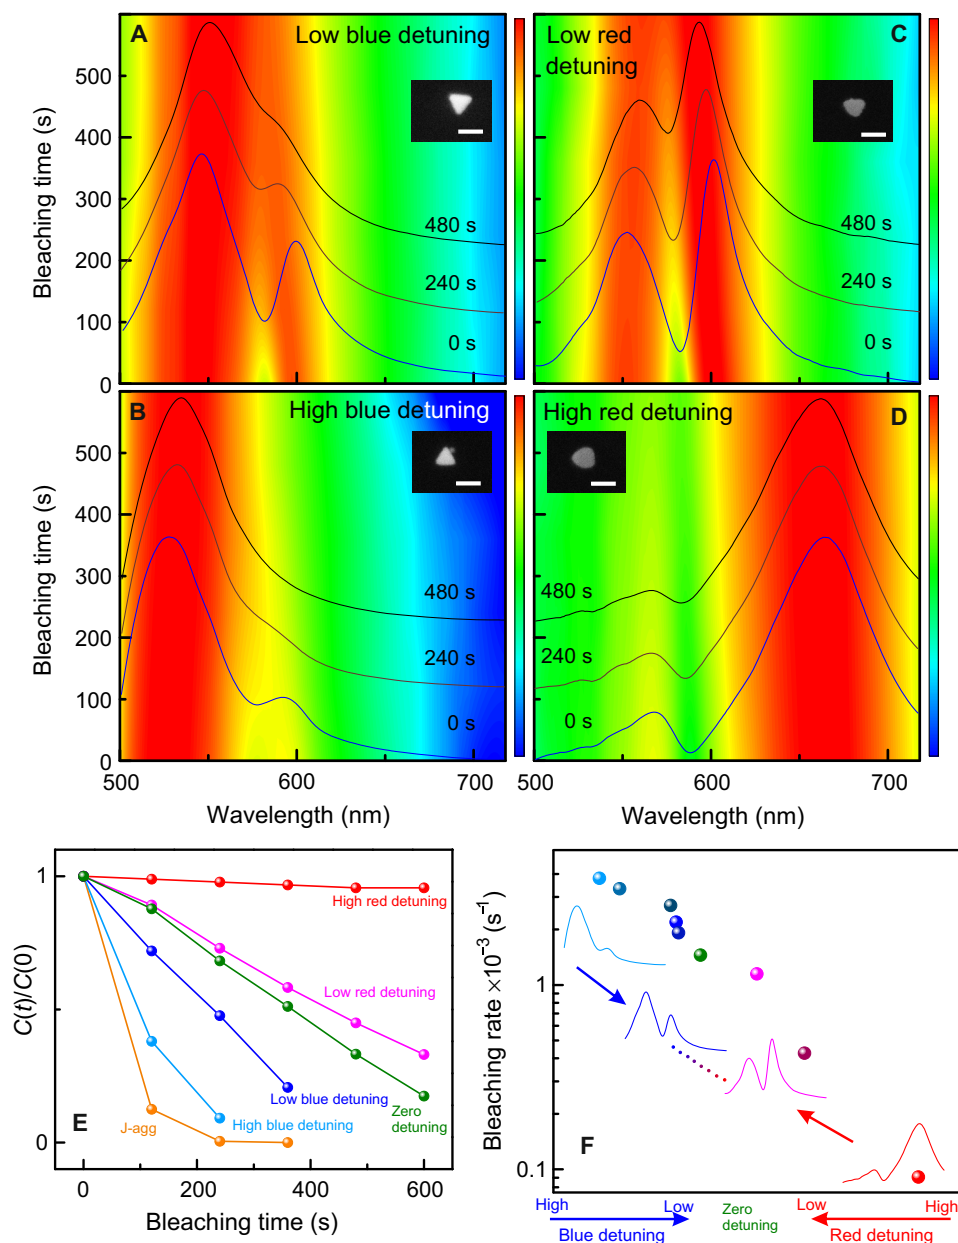 A
Low blue detuning
Bleaching time (s)
500
400
300
200
100
0
480 s
240 s
0 s
Low red
detuning
C
480 s
240 s
0 s
B
High blue detuning
Bleaching time (s)
500
400
300
200
100
0
480 s
240 s
0 s
500
600
700
Wavelength (nm)
High red detuning
D
480 s
240 s
0 s
500
600
700
Wavelength (nm)
C(t)/C(0)
1
0
High red detuning
Low red detuning
Low blue detuning
Zero
detuning
High blue detuning
J-agg
E
0
200
400
600
Bleaching time (s)
Bleaching rate ×10⁻³ (s⁻¹)
1
0.1
F
High
Low
Blue detuning
Zero
detuning
Low
High
Red detuning